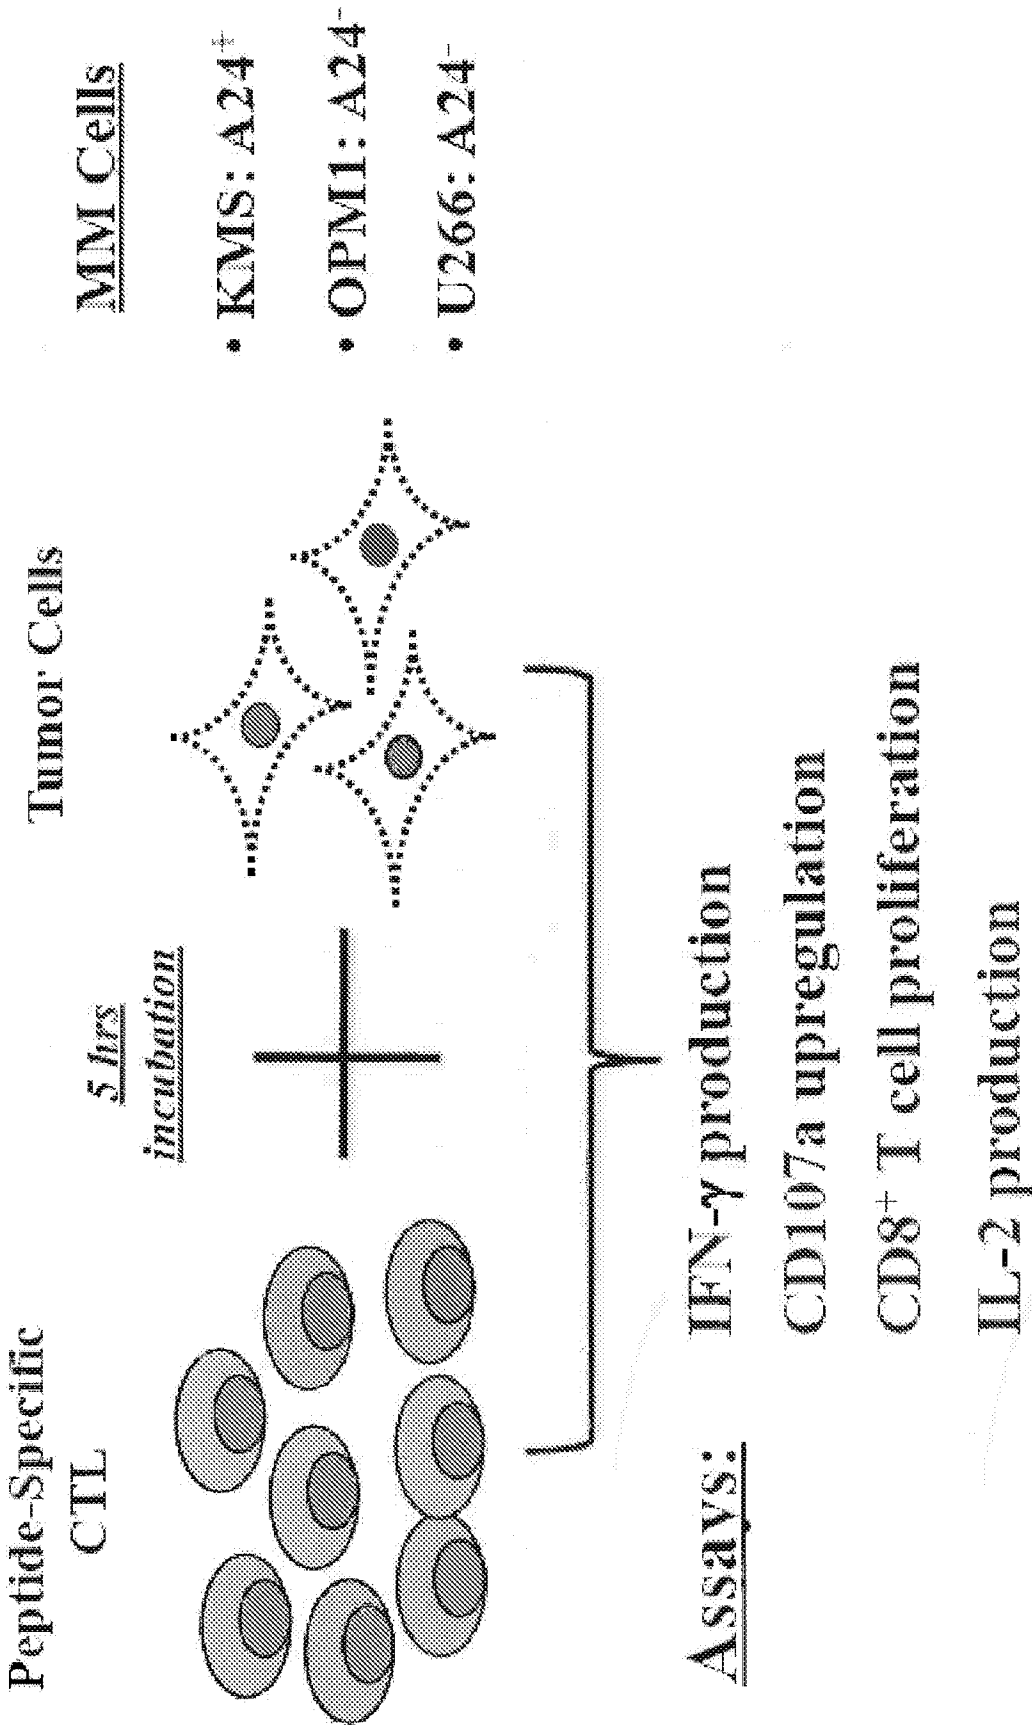 Peptide-Specific
CTL
5 hrs
incubation
Tumor Cells
MM Cells
• KMS: A24+
• OPM1: A24-
• U266: A24-
Assays:
IFN-γ production
CD107a upregulation
CD8+ T cell proliferation
IL-2 production